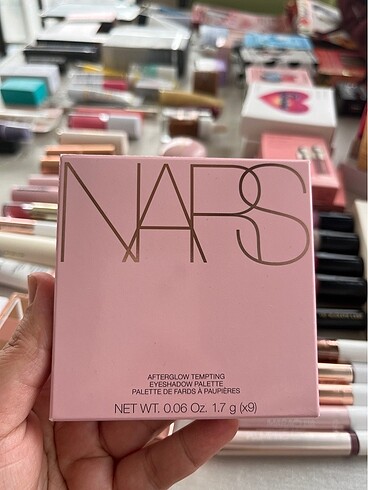 NARS
AFTERGLOW TEMPTING
EYESHADOW PALETTE
PALETTE DE FARDS À PAUPIÈRES
NET WT. 0.06 Oz. 1.7 g (x9)